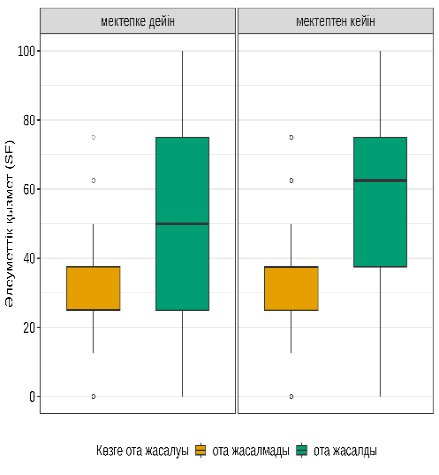 мектепке дейін
мектептен кейін
Әлеуметтік қызмет (SF)
100
80
60
40
20
0
Көзге ота жасалуы
ота жасалмады
ота жасалды